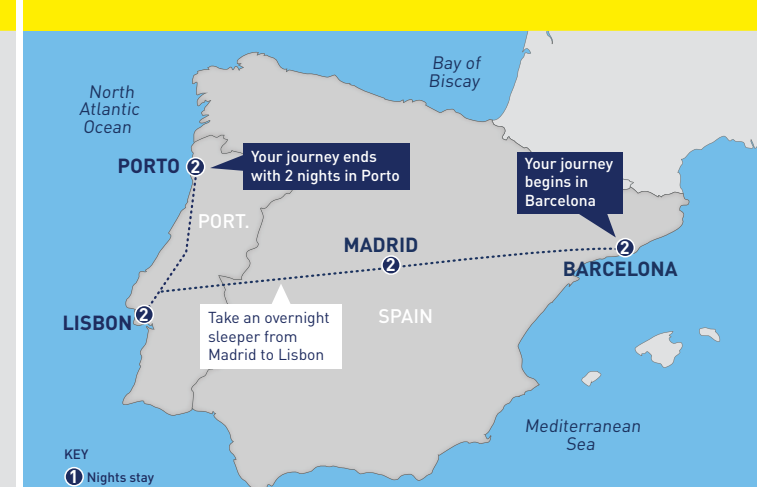 Bay of
Biscay
North
Atlantic
Ocean
PORTO 2
Your journey ends
with 2 nights in Porto
Your journey
begins in
Barcelona
PORT.
MADRID
2
2
BARCELONA
LISBON 2
Take an overnight
sleeper from
Madrid to Lisbon
SPAIN
Mediterranean
Sea
KEY
1 Nights stay